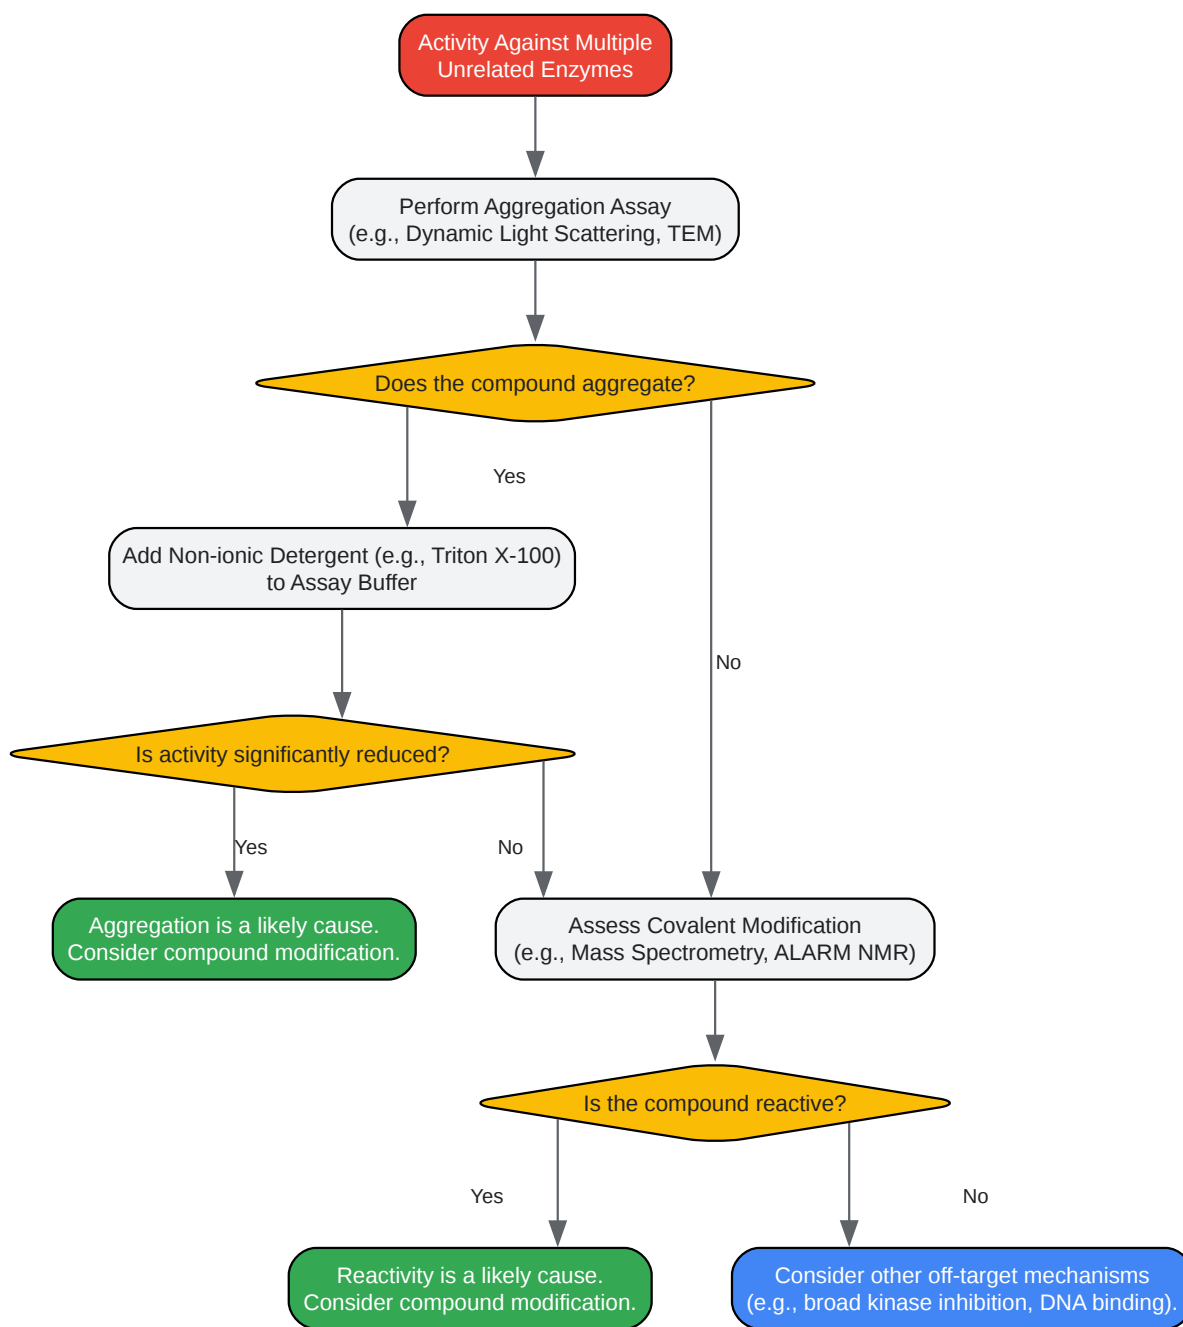 Activity Against Multiple
Unrelated Enzymes
Perform Aggregation Assay
(e.g., Dynamic Light Scattering, TEM)
Does the compound aggregate?
Yes
Add Non-ionic Detergent (e.g., Triton X-100)
to Assay Buffer
No
Is activity significantly reduced?
Yes
No
Aggregation is a likely cause.
Consider compound modification.
Assess Covalent Modification
(e.g., Mass Spectrometry, ALARM NMR)
Is the compound reactive?
Yes
No
Reactivity is a likely cause.
Consider compound modification.
Consider other off-target mechanisms
(e.g., broad kinase inhibition, DNA binding).